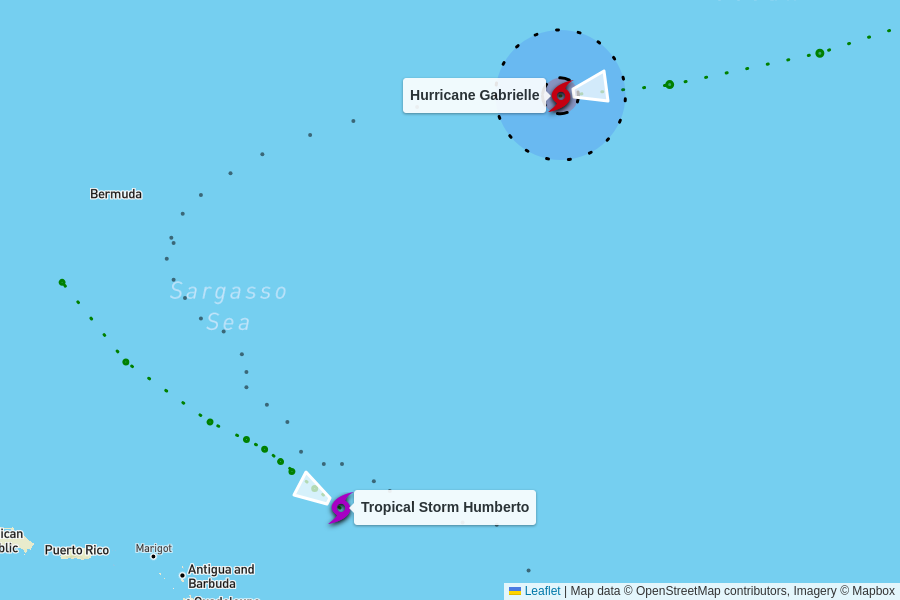 Hurricane Gabrielle
Bermuda
Sargasso
Sea
Tropical Storm Humberto
ican
blic
Puerto Rico
Marigot
Antigua and
Barbuda
Leaflet | Map data © OpenStreetMap contributors, Imagery © Mapbox